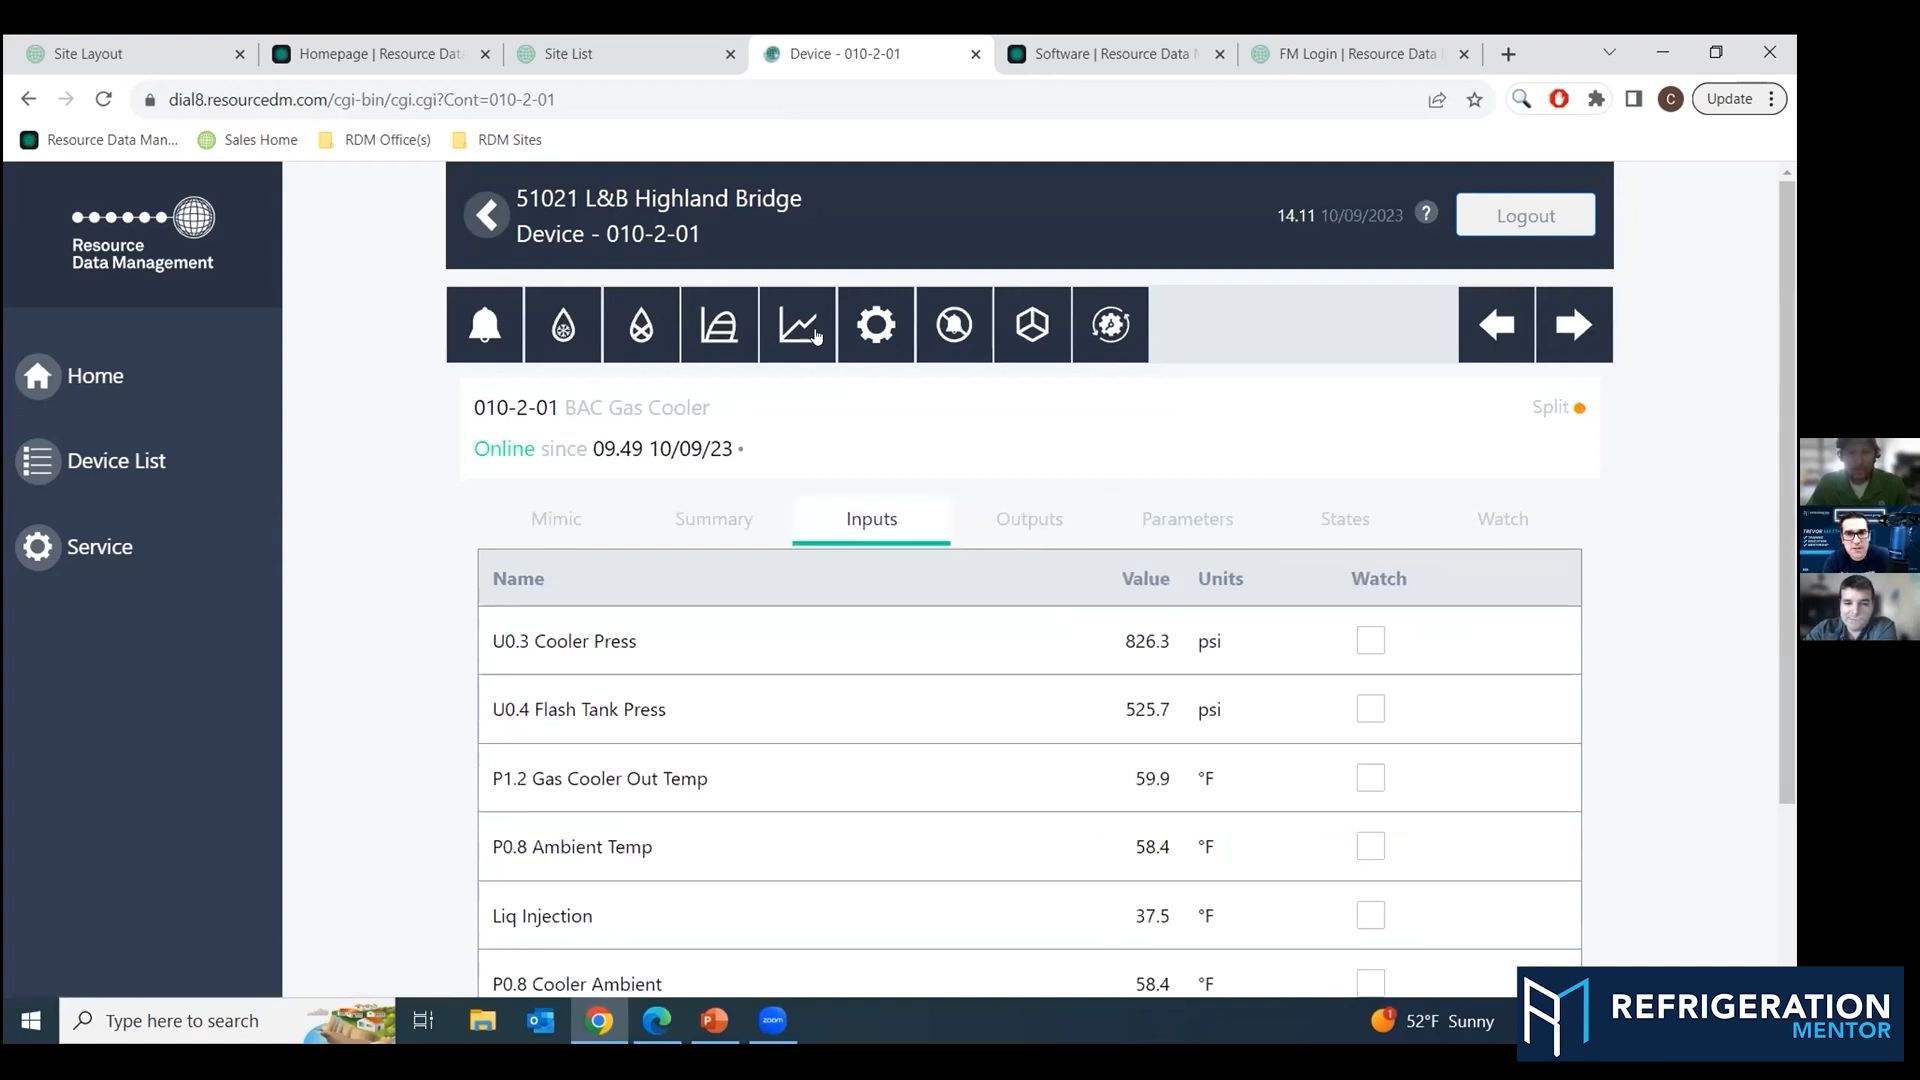 Site Layout
Homepage | Resource Dat
Site List
Device - 010-2-01
Software | Resource Data
FM Login | Resource Data
dial8.resourcedm.com/cgi-bin/cgi.cgi?Cont=010-2-01
C
Update
Resource Data Man...
Sales Home
RDM Office(s)
RDM Sites
Resource
Data Management
Home
Device List
Service
51021 L&B Highland Bridge
Device - 010-2-01
14.11 10/09/2023
?
Logout
010-2-01 BAC Gas Cooler
Split
Online since 09.49 10/09/23
Mimic
Summary
Inputs
Outputs
Parameters
States
Watch
Name Value Units Watch
U0.3 Cooler Press 826.3 psi
U0.4 Flash Tank Press 525.7 psi
P1.2 Gas Cooler Out Temp 59.9 °F
P0.8 Ambient Temp 58.4 °F
Liq Injection 37.5 °F
P0.8 Cooler Ambient 58.4 °F
Type here to search
zoom
1
52°F Sunny
REFRIGERATION
MENTOR